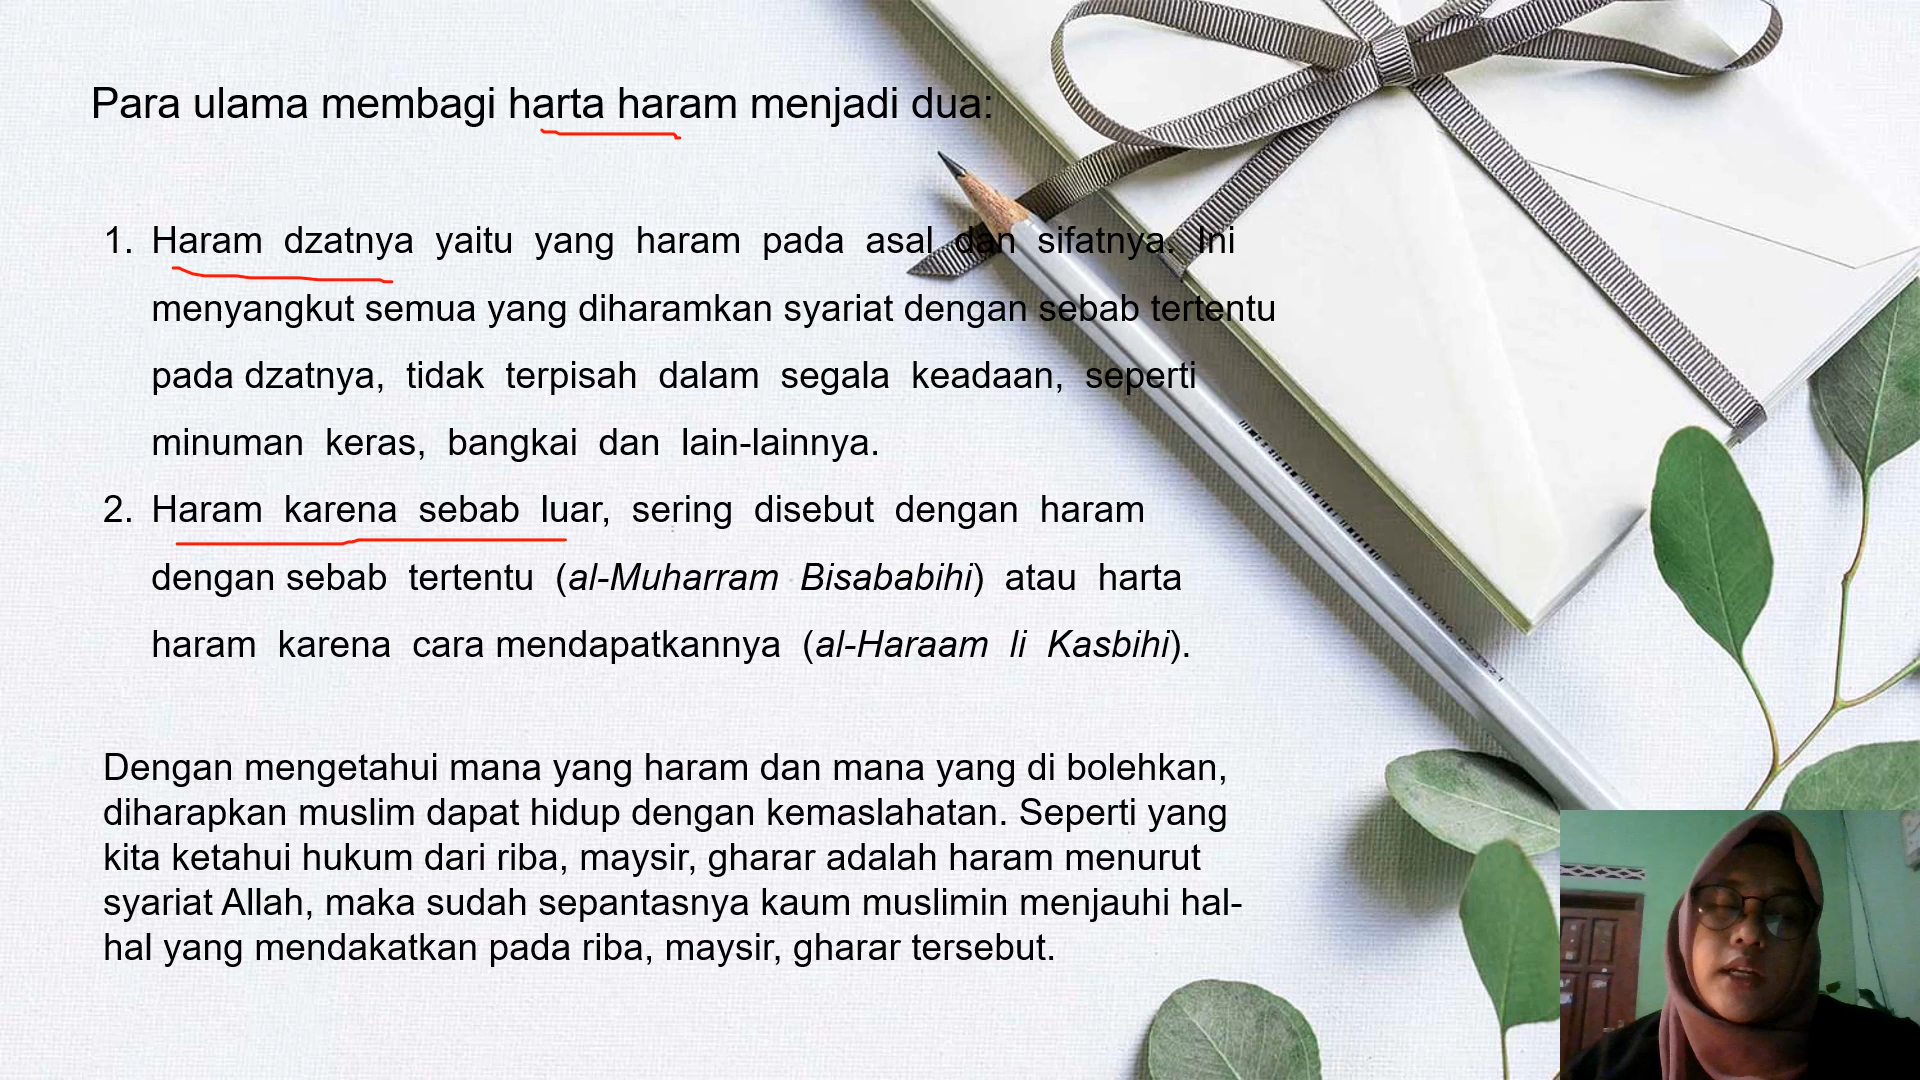 Para ulama membagi harta haram menjadi dua:
1. Haram dzatnya yaitu yang haram pada asal dan sifatnya. Ini
menyangkut semua yang diharamkan syariat dengan sebab tertentu
pada dzatnya, tidak terpisah dalam segala keadaan, seperti
minuman keras, bangkai dan lain-lainnya.
2. Haram karena sebab luar, sering disebut dengan haram
dengan sebab tertentu (al-Muharram Bisababihi) atau harta
haram karena cara mendapatkannya (al-Haraam li Kasbihi).
Dengan mengetahui mana yang haram dan mana yang di bolehkan,
diharapkan muslim dapat hidup dengan kemaslahatan. Seperti yang
kita ketahui hukum dari riba, maysir, gharar adalah haram menurut
syariat Allah, maka sudah sepantasnya kaum muslimin menjauhi hal-
hal yang mendakatkan pada riba, maysir, gharar tersebut.